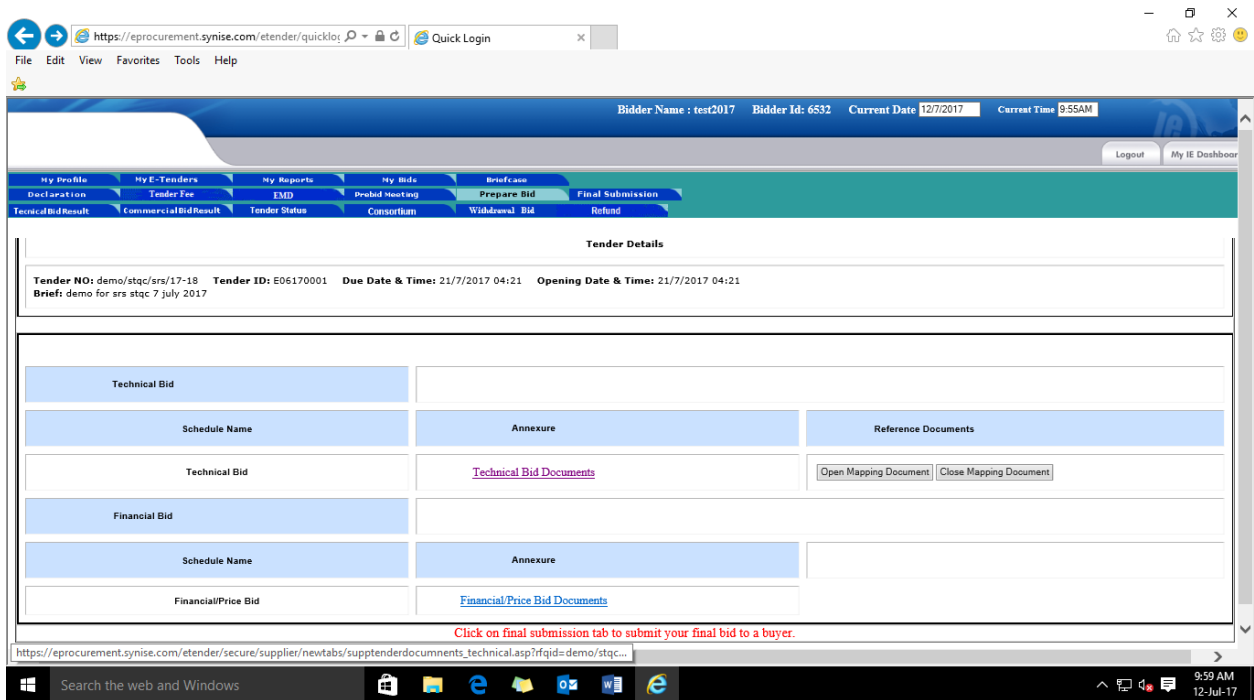 https://eprocurement.synise.com/etender/quicklog
Quick Login
File Edit View Favorites Tools Help
Bidder Name : test2017 Bidder Id: 6532 Current Date 12/7/2017 Current Time 9:55AM
Logout My IE Dashboar
My Profile My E-Tenders My Reports My Bids Briefcase
Declaration Tender Fee EMD Prebid Meeting Prepare Bid Final Submission
Tecnical Bid Result Commercial Bid Result Tender Status Consortium Withdrawal Bid Refund
Tender Details
Tender NO: demo/stqc/srs/17-18 Tender ID: E06170001 Due Date & Time: 21/7/2017 04:21 Opening Date & Time: 21/7/2017 04:21
Brief: demo for srs stqc 7 july 2017
Technical Bid
Schedule Name Annexure Reference Documents
Technical Bid Technical Bid Documents Open Mapping Document Close Mapping Document
Financial Bid
Schedule Name Annexure
Financial/Price Bid Financial/Price Bid Documents
Click on final submission tab to submit your final bid to a buyer.
https://eprocurement.synise.com/etender/secure/supplier/newtabs/supptenderdocumnents_technical.asp?rfqid=demo/stqc...
Search the web and Windows
9:59 AM
12-Jul-17